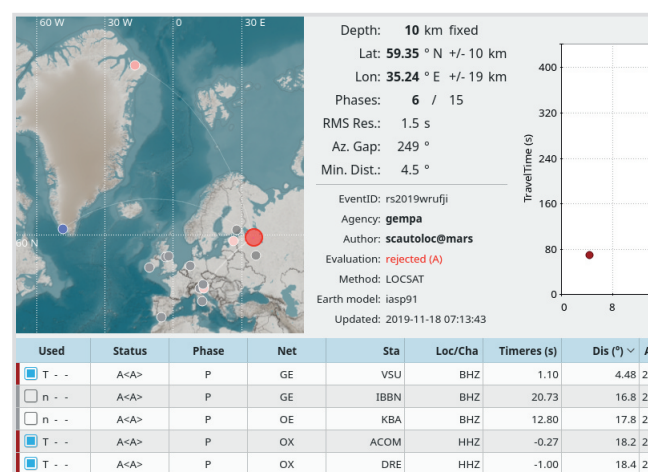 60 W 30 W 0 30 E
60 N
Depth: 10 km fixed
Lat: 59.35 ° N +/- 10 km
Lon: 35.24 ° E +/- 19 km
Phases: 6 / 15
RMS Res.: 1.5 s
Az. Gap: 249 °
Min. Dist.: 4.5 °
EventID: rs2019wrufji
Agency: gempa
Author: scautoloc@mars
Evaluation: rejected (A)
Method: LOCSAT
Earth model: iasp91
Updated: 2019-11-18 07:13:43
TravelTime (s)
400
320
240
160
80
0
0 8
Used Status Phase Net Sta Loc/Cha Timeres (s) Dis (°) A
T - - A<A> P GE VSU BHZ 1.10 4.48 2
n - - A<A> P GE IBBN BHZ 20.73 16.8 2
n - - A<A> P OE KBA BHZ 12.80 17.8 2
T - - A<A> P OX ACOM HHZ -0.27 18.2 2
T - - A<A> P OX DRE HHZ -1.00 18.4 2